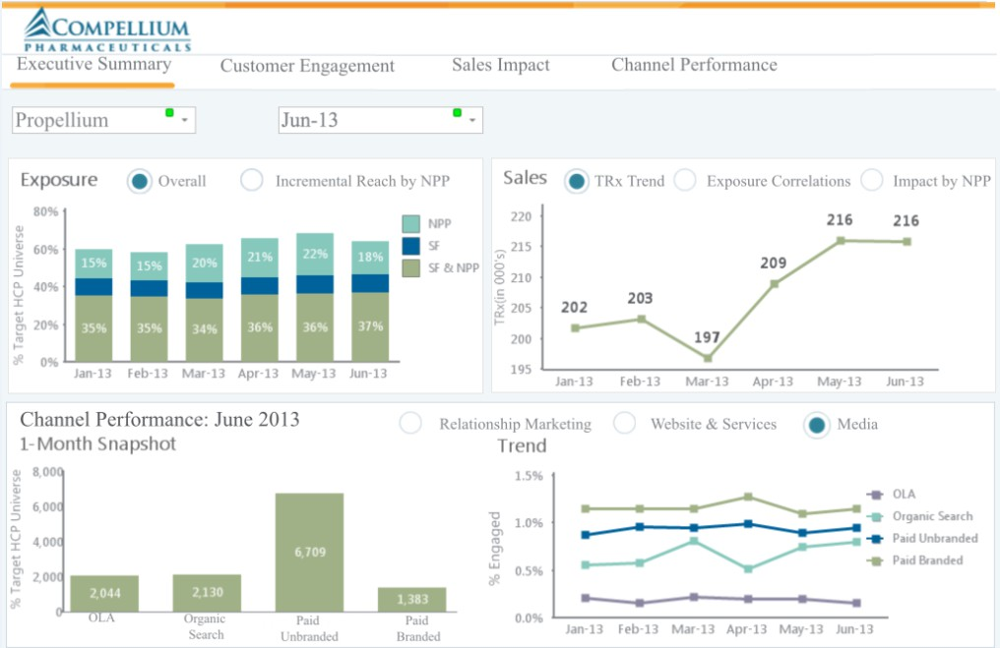 COMPELLIUM
PHARMACEUTICALS
Executive Summary
Customer Engagement
Sales Impact
Channel Performance
Propellium
Jun-13
Exposure
Overall
Incremental Reach by NPP
% Target HCP Universe
80%
60%
40%
20%
0%
15%
15%
20%
21%
22%
18%
35%
35%
34%
36%
36%
37%
Jan-13
Feb-13
Mar-13
Apr-13
May-13
Jun-13
NPP
SF
SF & NPP
Sales
TRx Trend
Exposure Correlations
Impact by NPP
TRx(in 000's)
220
215
210
205
200
195
202
203
197
209
216
216
Jan-13
Feb-13
Mar-13
Apr-13
May-13
Jun-13
Channel Performance: June 2013
Relationship Marketing
Website & Services
Media
1-Month Snapshot
% Target HCP Universe
8,000
6,000
4,000
2,000
0
2,044
2,130
6,709
1,383
OLA
Organic
Search
Paid
Unbranded
Paid
Branded
Trend
% Engaged
1.5%
1.0%
0.5%
0.0%
Jan-13
Feb-13
Mar-13
Apr-13
May-13
Jun-13
OLA
Organic Search
Paid Unbranded
Paid Branded